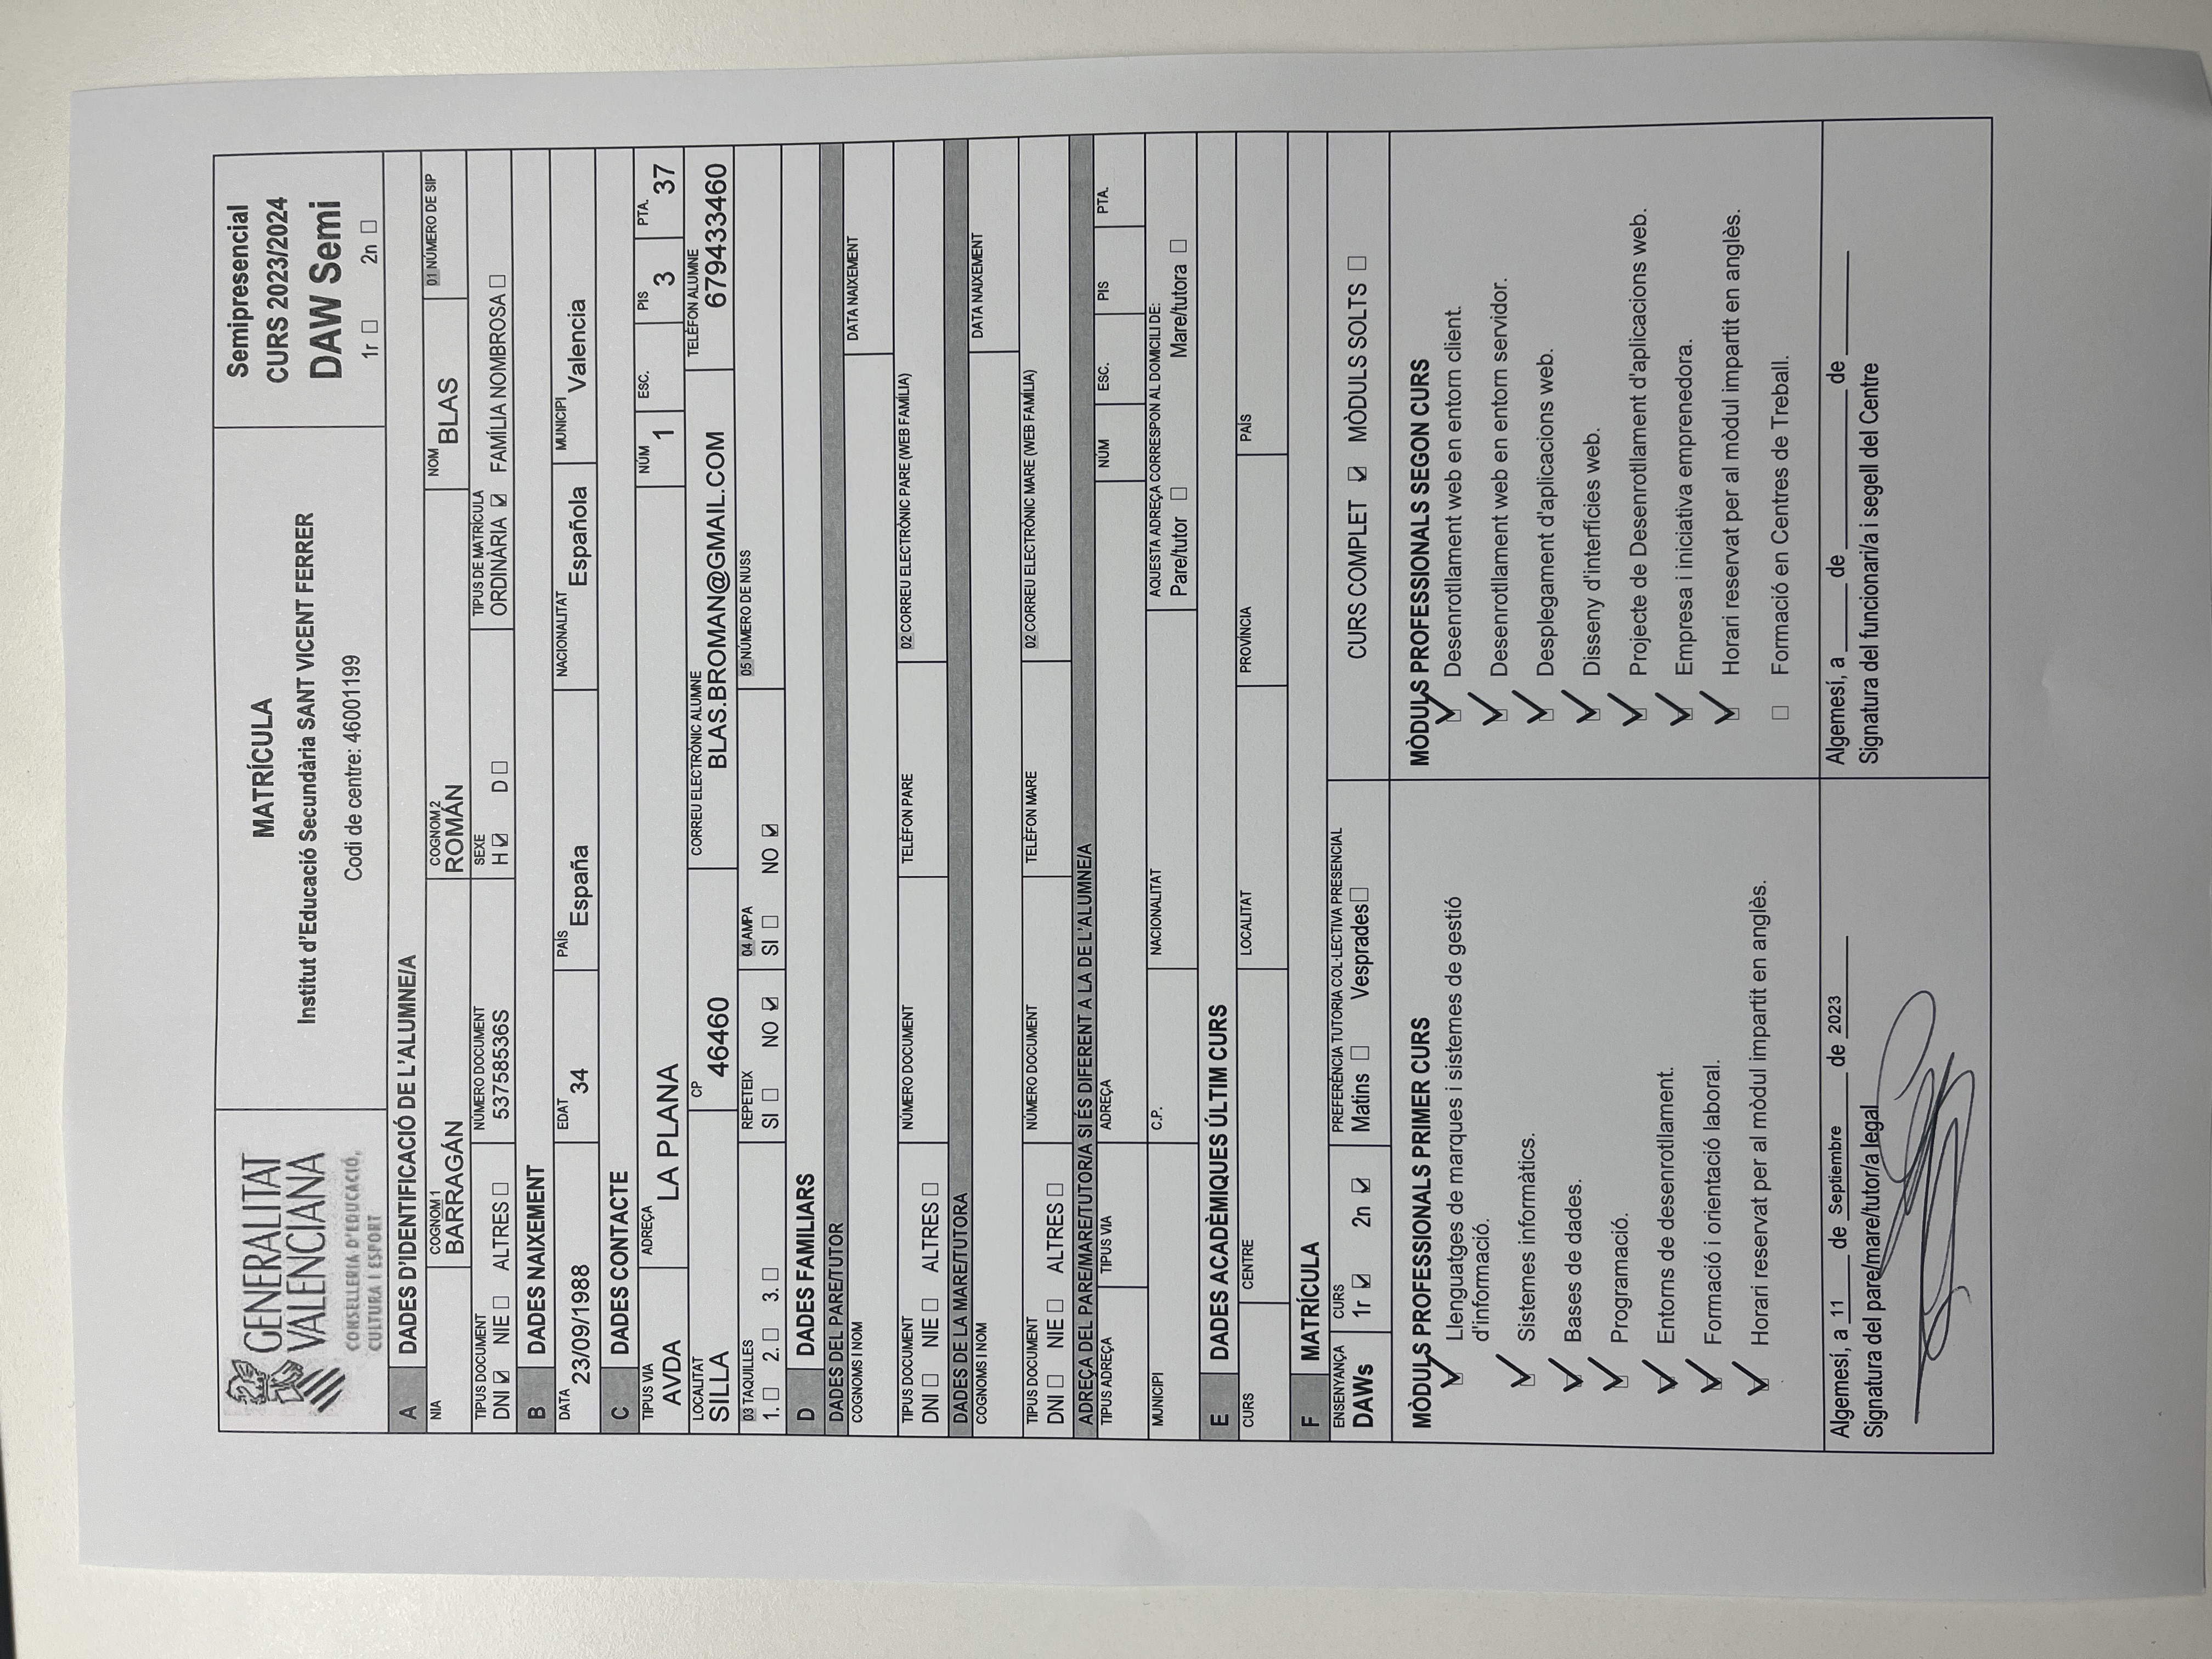 GENERALITAT
VALENCIANA
CONSELLERIA D'EDUCACIÓ,
CULTURA I ESPORT
MATRÍCULA
Institut d'Educació Secundària SANT VICENT FERRER
Codi de centre: 46001199
Semipresencial
CURS 2023/2024
DAW Semi
1r ☐ 2n ☐
A DADES D'IDENTIFICACIÓ DE L'ALUMNE/A
NIA COGNOM 1 COGNOM 2 NOM 01 NÚMERO DE SIP
BARRAGÁN ROMÁN BLAS
TIPUS DOCUMENT NÚMERO DOCUMENT SEXE TIPUS DE MATRÍCULA
DNI ☑ NIE ☐ ALTRES ☐ 53758536S H ☑ D ☐ ORDINÀRIA ☑ FAMÍLIA NOMBROSA ☐
B DADES NAIXEMENT
DATA EDAT PAÍS NACIONALITAT MUNICIPI
23/09/1988 34 España Española Valencia
C DADES CONTACTE
TIPUS VIA ADREÇA NÚM ESC. PIS PTA.
AVDA LA PLANA 1 3 37
LOCALITAT CP CORREU ELECTRÒNIC ALUMNE TELÈFON ALUMNE
SILLA 46460 BLAS.BROMAN@GMAIL.COM 679433460
03 TAQUILLES REPETEIX 04 AMPA 05 NÚMERO DE NUSS
1. ☐ 2. ☐ 3. ☐ SI ☐ NO ☑ SI ☐ NO ☑
D DADES FAMILIARS
DADES DEL PARE/TUTOR
COGNOMS I NOM DATA NAIXEMENT
TIPUS DOCUMENT NÚMERO DOCUMENT TELÈFON PARE 02 CORREU ELECTRÒNIC PARE (WEB FAMÍLIA)
DNI ☐ NIE ☐ ALTRES ☐
DADES DE LA MARE/TUTORA
COGNOMS I NOM DATA NAIXEMENT
TIPUS DOCUMENT NÚMERO DOCUMENT TELÈFON MARE 02 CORREU ELECTRÒNIC MARE (WEB FAMÍLIA)
DNI ☐ NIE ☐ ALTRES ☐
ADREÇA DEL PARE/MARE/TUTOR/A SI ÉS DIFERENT A LA DE L'ALUMNE/A
TIPUS ADREÇA TIPUS VIA ADREÇA NÚM ESC. PIS PTA.
MUNICIPI C.P. NACIONALITAT AQUESTA ADREÇA CORRESPON AL DOMICILI DE:
Pare/tutor ☐ Mare/tutora ☐
E DADES ACADÈMIQUES ÚLTIM CURS
CURS CENTRE LOCALITAT PROVÍNCIA PAÍS
F MATRÍCULA
ENSENYANÇA CURS PREFERÈNCIA TUTORIA COL·LECTIVA PRESENCIAL
DAWs 1r ☑ 2n ☑ Matins ☐ Vesprades ☐ CURS COMPLET ☑ MÒDULS SOLTS ☐
MÒDULS PROFESSIONALS PRIMER CURS
☑ Llenguatges de marques i sistemes de gestió
d'informació.
☑ Sistemes informàtics.
☑ Bases de dades.
☑ Programació.
☑ Entorns de desenrotllament.
☑ Formació i orientació laboral.
☑ Horari reservat per al mòdul impartit en anglès.
MÒDULS PROFESSIONALS SEGON CURS
☑ Desenrotllament web en entorn client.
☑ Desenrotllament web en entorn servidor.
☑ Desplegament d'aplicacions web.
☑ Disseny d'interfícies web.
☑ Projecte de Desenrotllament d'aplicacions web.
☑ Empresa i iniciativa emprenedora.
☑ Horari reservat per al mòdul impartit en anglès.
☐ Formació en Centres de Treball.
Algemesí, a 11 de Septiembre de 2023
Signatura del pare/mare/tutor/a legal
Algemesí, a ______ de ______________ de _________
Signatura del funcionari/a i segell del Centre